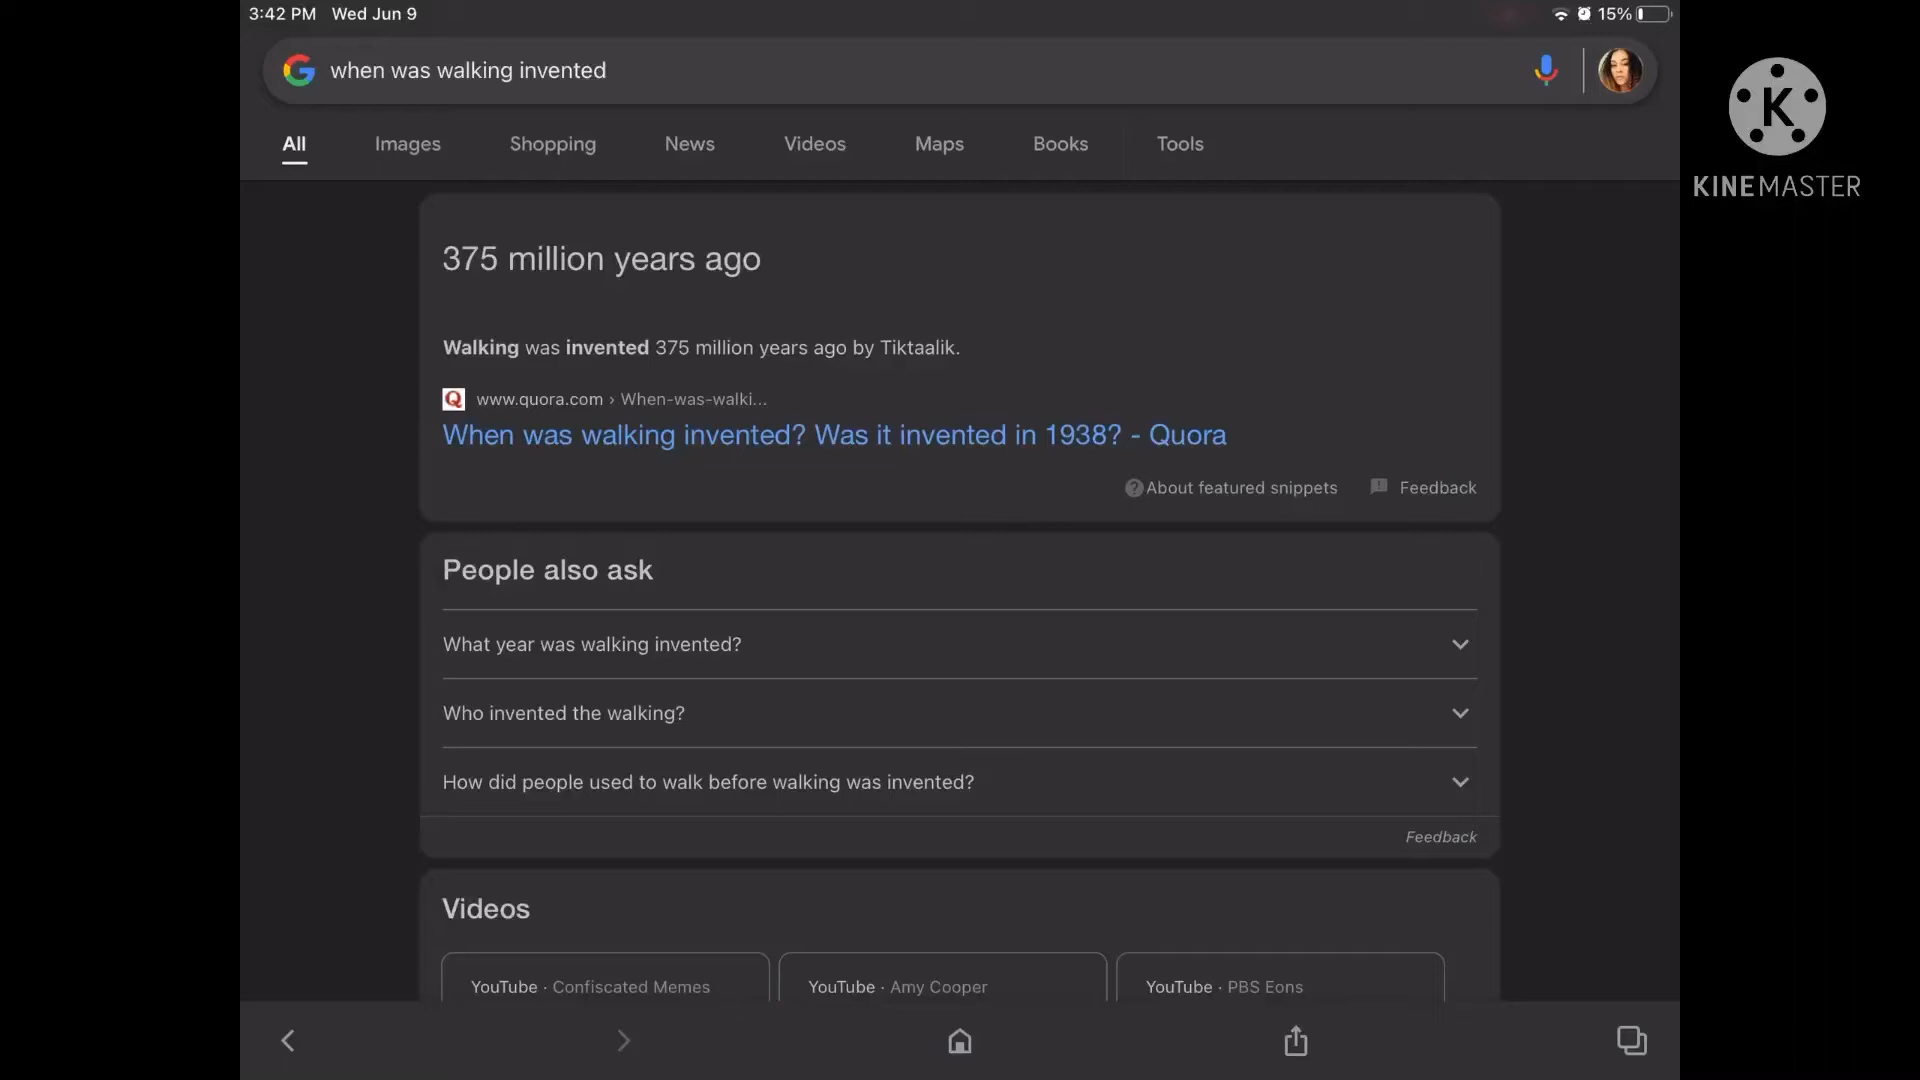 3:42 PM Wed Jun 9
15%
when was walking invented
All Images Shopping News Videos Maps Books Tools
K
KINEMASTER
375 million years ago
Walking was invented 375 million years ago by Tiktaalik.
Q www.quora.com › When-was-walki...
When was walking invented? Was it invented in 1938? - Quora
About featured snippets Feedback
People also ask
What year was walking invented?
Who invented the walking?
How did people used to walk before walking was invented?
Feedback
Videos
YouTube · Confiscated Memes YouTube · Amy Cooper YouTube · PBS Eons